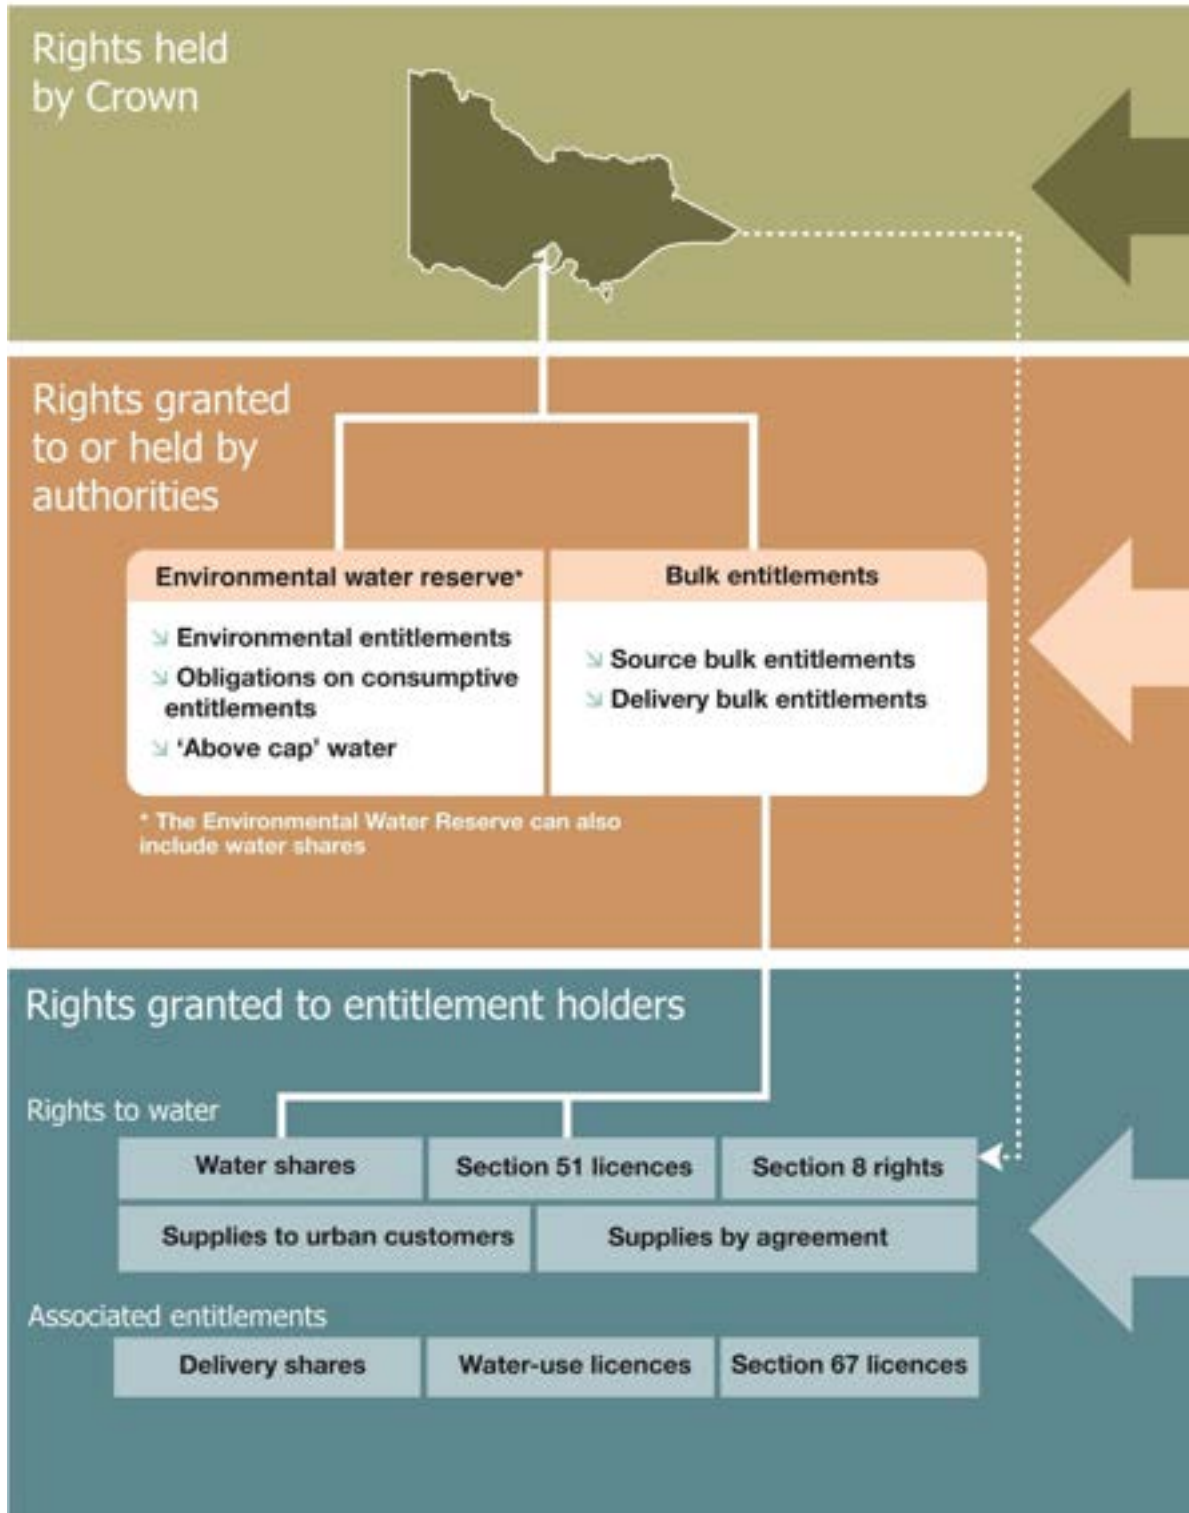 Rights held
by Crown
Rights granted
to or held by
authorities
Environmental water reserve*
Environmental entitlements
Obligations on consumptive
entitlements
‘Above cap’ water
Bulk entitlements
Source bulk entitlements
Delivery bulk entitlements
* The Environmental Water Reserve can also
include water shares
Rights granted to entitlement holders
Rights to water
Water shares
Section 51 licences
Section 8 rights
Supplies to urban customers
Supplies by agreement
Associated entitlements
Delivery shares
Water-use licences
Section 67 licences